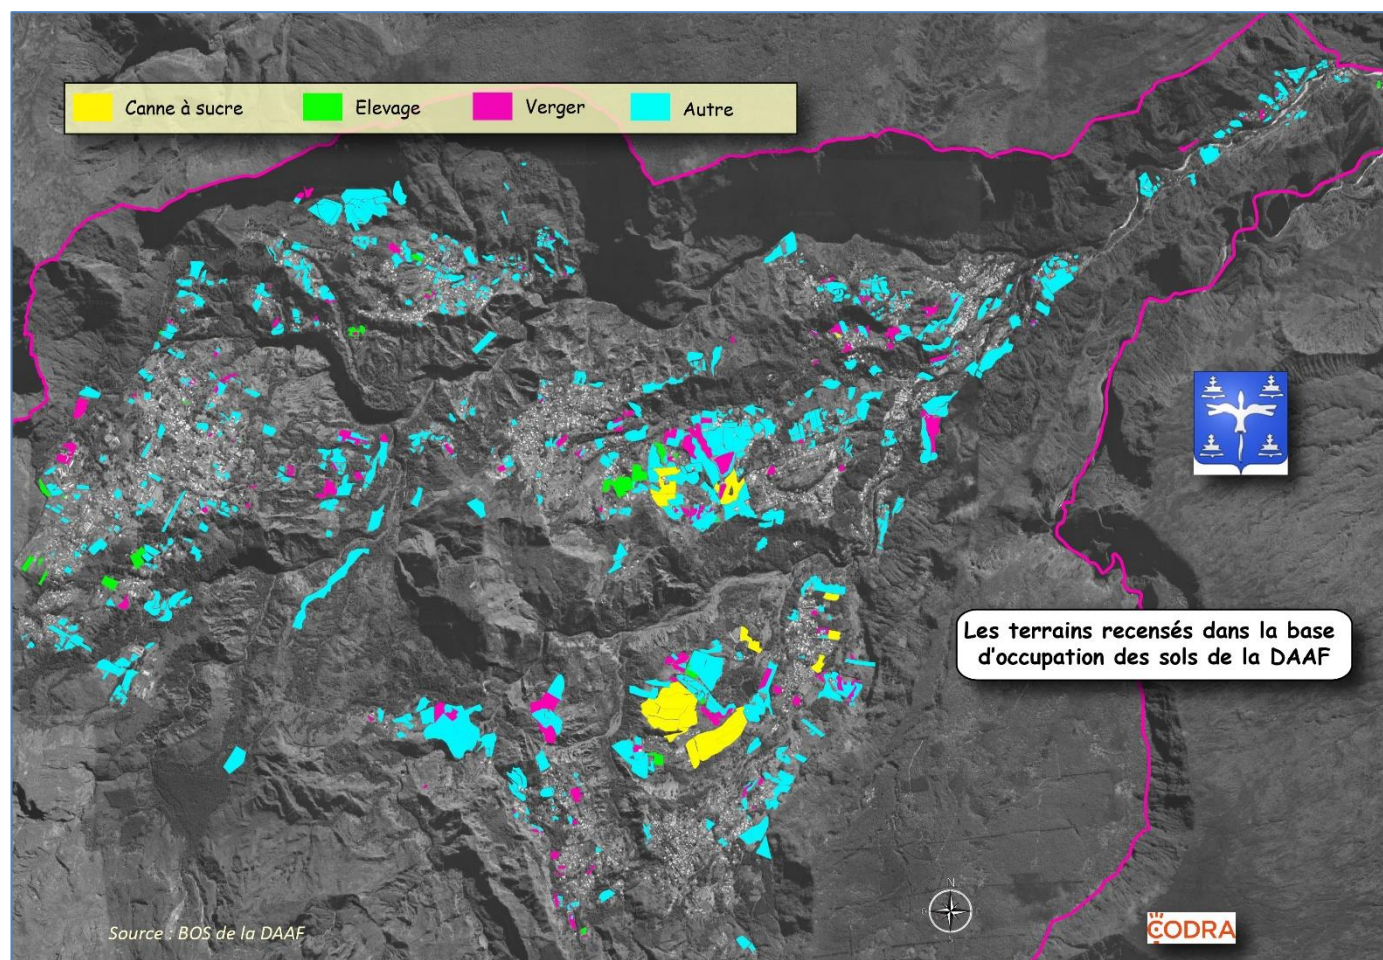 Canne à sucre
Elevage
Verger
Autre
Les terrains recensés dans la base
d'occupation des sols de la DAAF
N
Source : BOS de la DAAF
CODRA